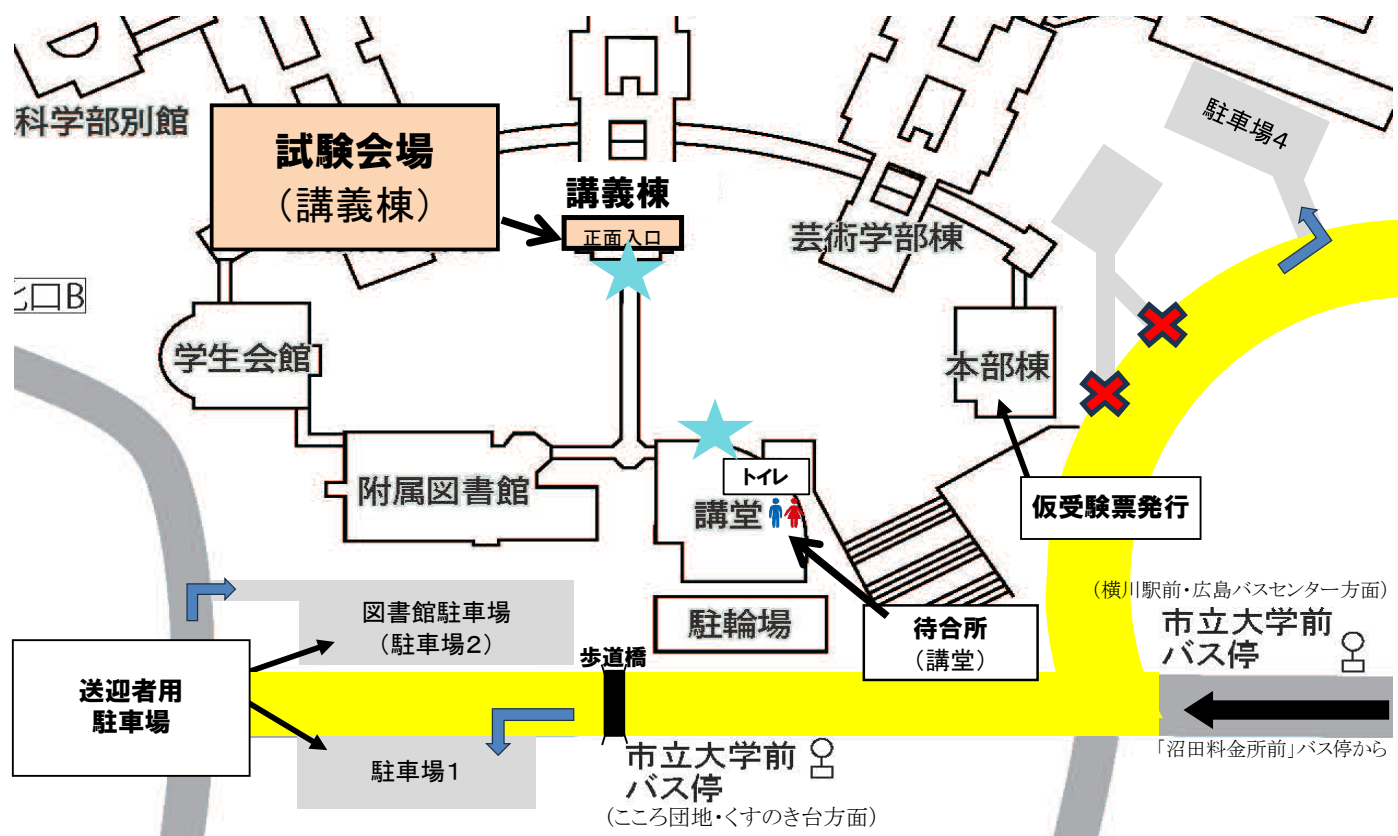 科学部別館
試験会場
（講義棟）
講義棟
正面入口
芸術学部棟
駐車場4
北口B
学生会館
本部棟
附属図書館
トイレ
講堂
仮受験票発行
図書館駐車場
（駐車場2）
駐輪場
待合所
（講堂）
（横川駅前・広島バスセンター方面）
市立大学前
バス停
送迎者用
駐車場
歩道橋
駐車場1
市立大学前
バス停
（こころ団地・くすのき台方面）
「沼田料金所前」バス停から